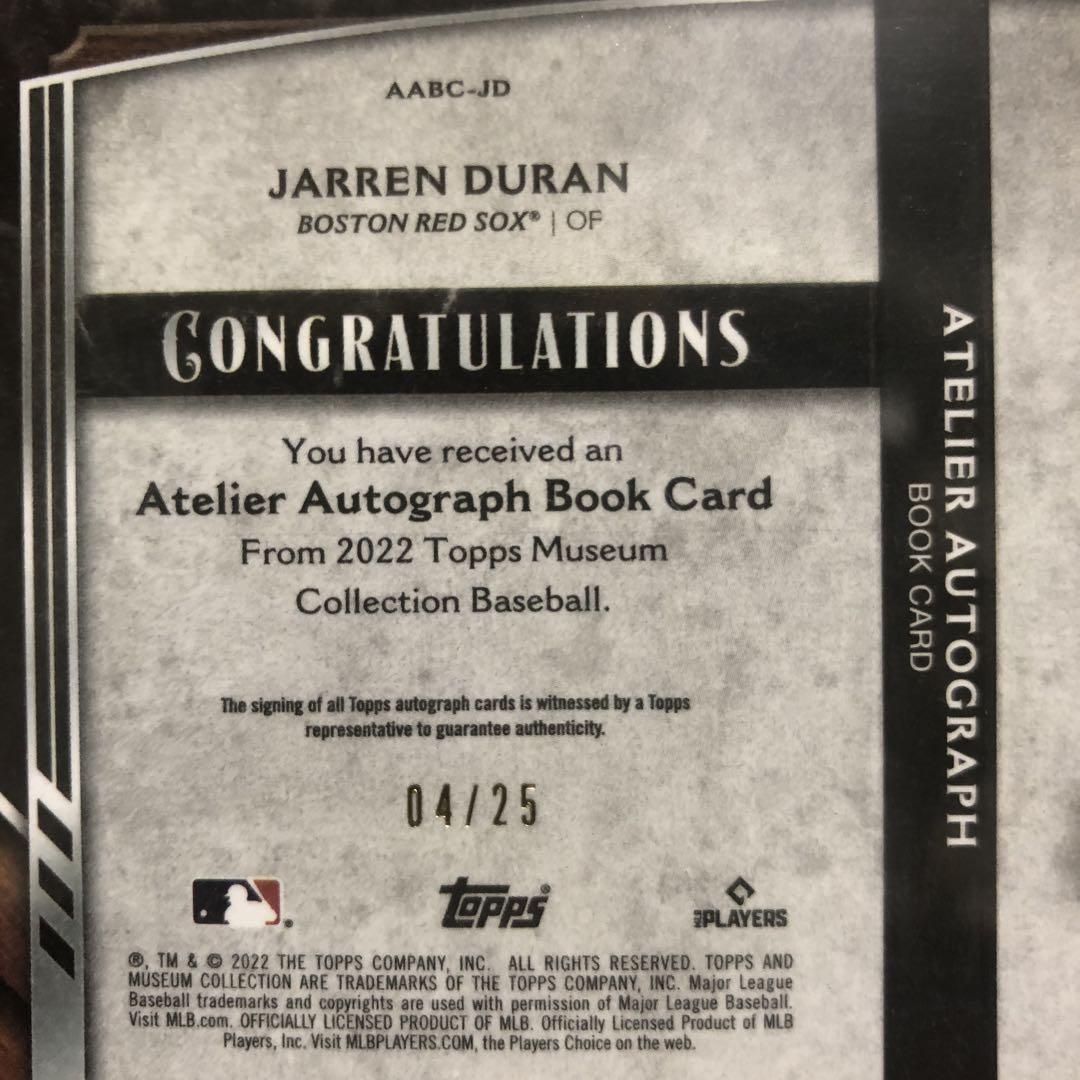 AABC-JD
JARREN DURAN
BOSTON RED SOX® | OF
CONGRATULATIONS
You have received an
Atelier Autograph Book Card
From 2022 Topps Museum
Collection Baseball.
The signing of all Topps autograph cards is witnessed by a Topps
representative to guarantee authenticity.
04/25
topps®
MLB PLAYERS
®, TM & © 2022 THE TOPPS COMPANY, INC. ALL RIGHTS RESERVED. TOPPS AND
MUSEUM COLLECTION ARE TRADEMARKS OF THE TOPPS COMPANY, INC. Major League
Baseball trademarks and copyrights are used with permission of Major League Baseball.
Visit MLB.com. OFFICIALLY LICENSED PRODUCT OF MLB. Officially Licensed Product of MLB
Players, Inc. Visit MLBPLAYERS.COM, the Players Choice on the web.
ATELIER AUTOGRAPH
BOOK CARD